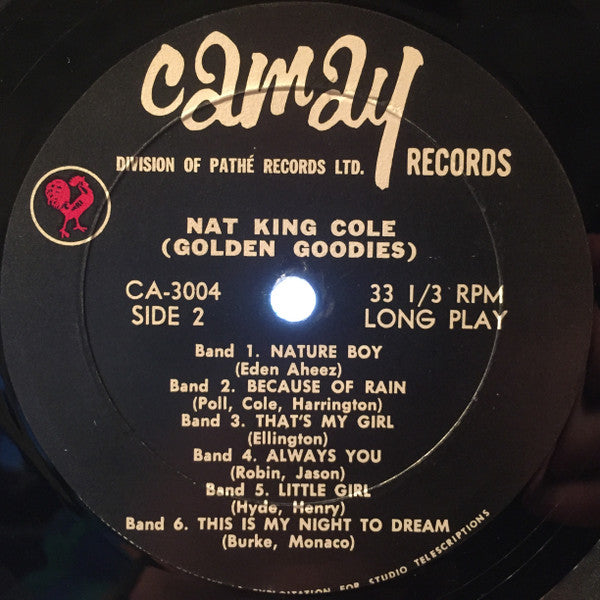 camay
DIVISION OF PATHÉ RECORDS LTD. RECORDS
NAT KING COLE
(GOLDEN GOODIES)
CA-3004 33 1/3 RPM
SIDE 2 LONG PLAY
Band 1. NATURE BOY
(Eden Aheez)
Band 2. BECAUSE OF RAIN
(Poll, Cole, Harrington)
Band 3. THAT'S MY GIRL
(Ellington)
Band 4. ALWAYS YOU
(Robin, Jason)
Band 5. LITTLE GIRL
(Hyde, Henry)
Band 6. THIS IS MY NIGHT TO DREAM
(Burke, Monaco)
FOR STUDIO TELESCRIPTIONS